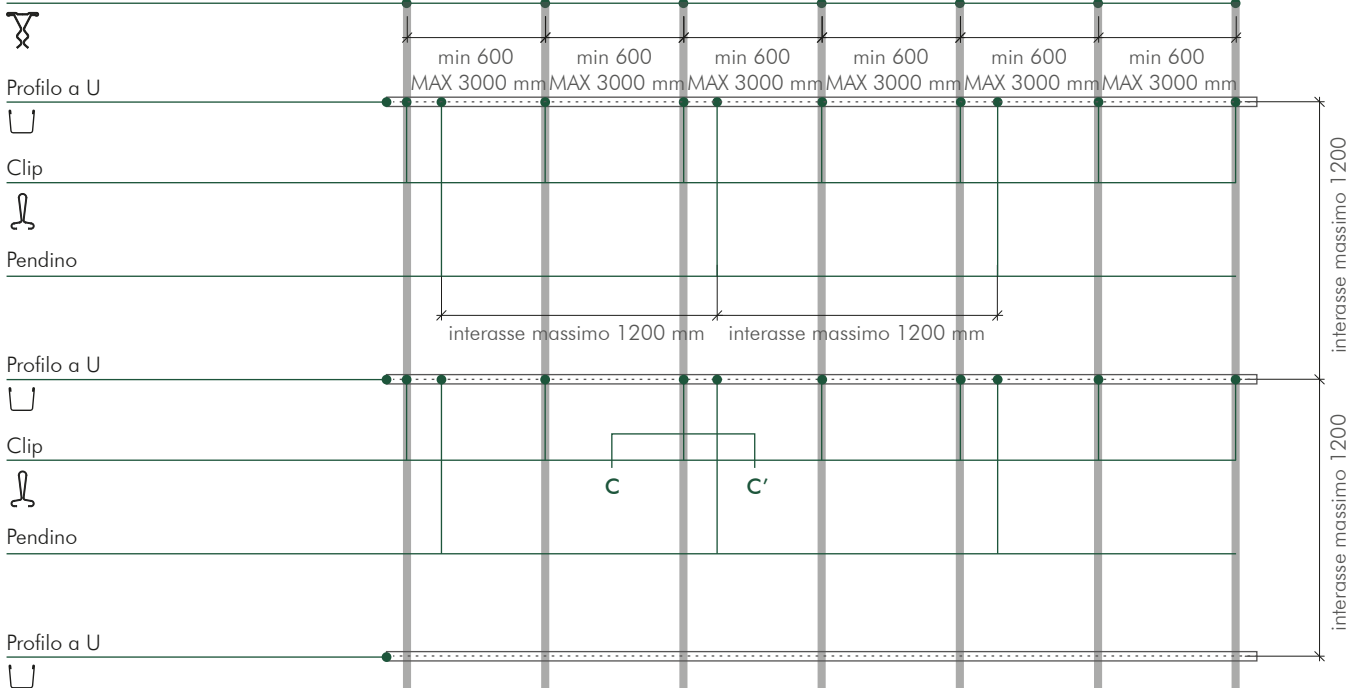 min 600 min 600 min 600 min 600 min 600 min 600
MAX 3000 mm MAX 3000 mm MAX 3000 mm MAX 3000 mm MAX 3000 mm MAX 3000 mm
Profilo a U
Clip
Pendino
interasse massimo 1200 mm interasse massimo 1200 mm
interasse massimo 1200
Profilo a U
Clip
C C’
Pendino
interasse massimo 1200
Profilo a U